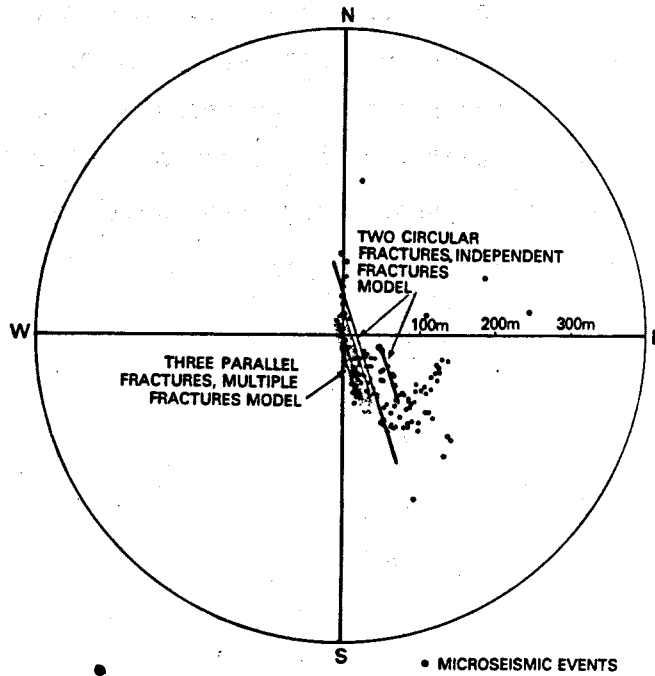 N
TWO CIRCULAR
FRACTURES, INDEPENDENT
FRACTURES
MODEL
W
100m
200m
300m
THREE PARALLEL
FRACTURES, MULTIPLE
FRACTURES MODEL
S
MICROSEISMIC EVENTS